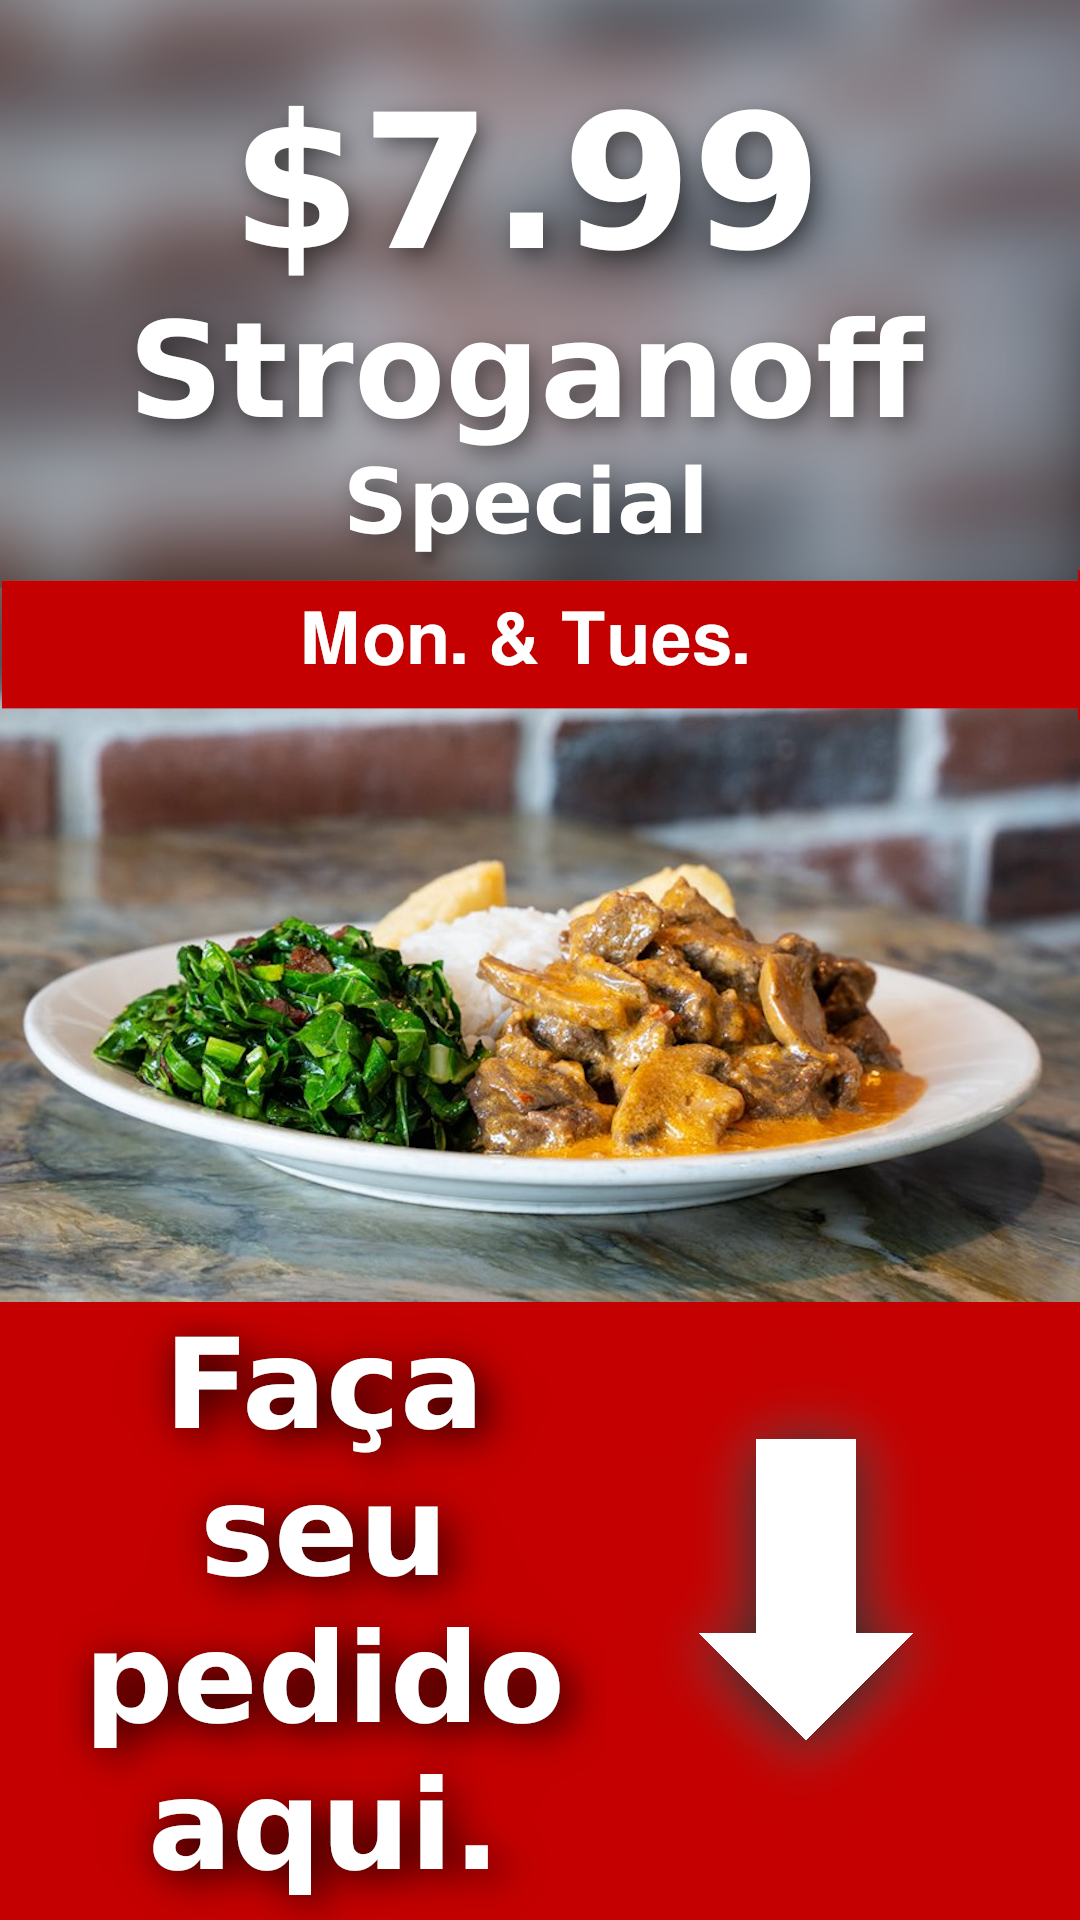 $7.99
Stroganoff
Special
Mon. & Tues.
Faça
seu
pedido
aqui.